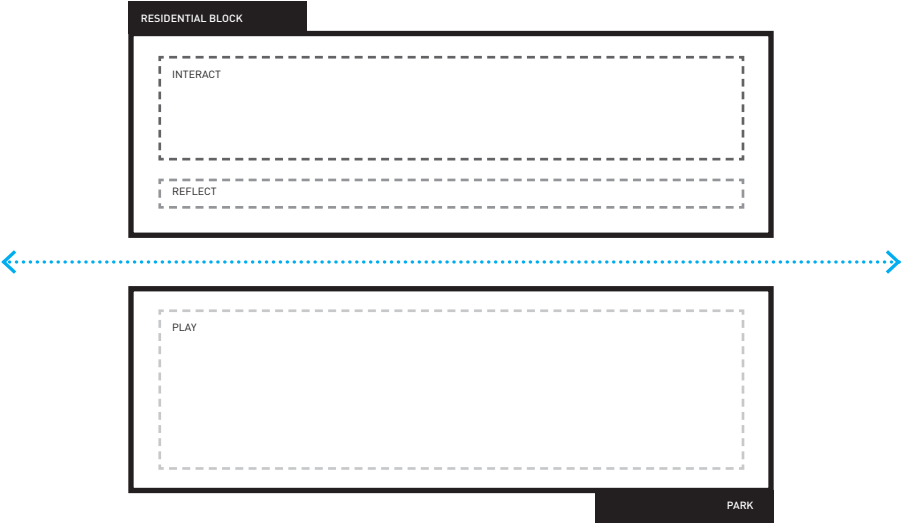 RESIDENTIAL BLOCK
INTERACT
REFLECT
PLAY
PARK